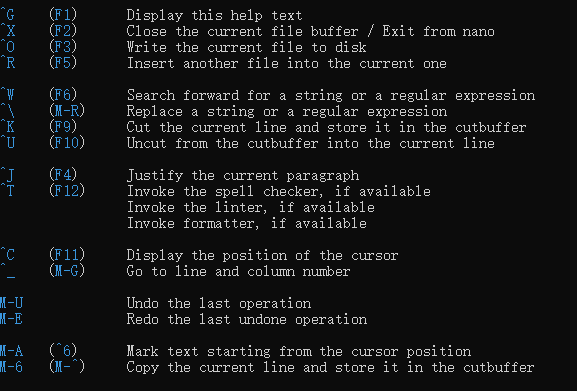 ^G (F1) Display this help text
^X (F2) Close the current file buffer / Exit from nano
^O (F3) Write the current file to disk
^R (F5) Insert another file into the current one
^W (F6) Search forward for a string or a regular expression
^\ (M-R) Replace a string or a regular expression
^K (F9) Cut the current line and store it in the cutbuffer
^U (F10) Uncut from the cutbuffer into the current line
^J (F4) Justify the current paragraph
^T (F12) Invoke the spell checker, if available
Invoke the linter, if available
Invoke formatter, if available
^C (F11) Display the position of the cursor
^_ (M-G) Go to line and column number
M-U Undo the last operation
M-E Redo the last undone operation
M-A (^6) Mark text starting from the cursor position
M-6 (M-^) Copy the current line and store it in the cutbuffer